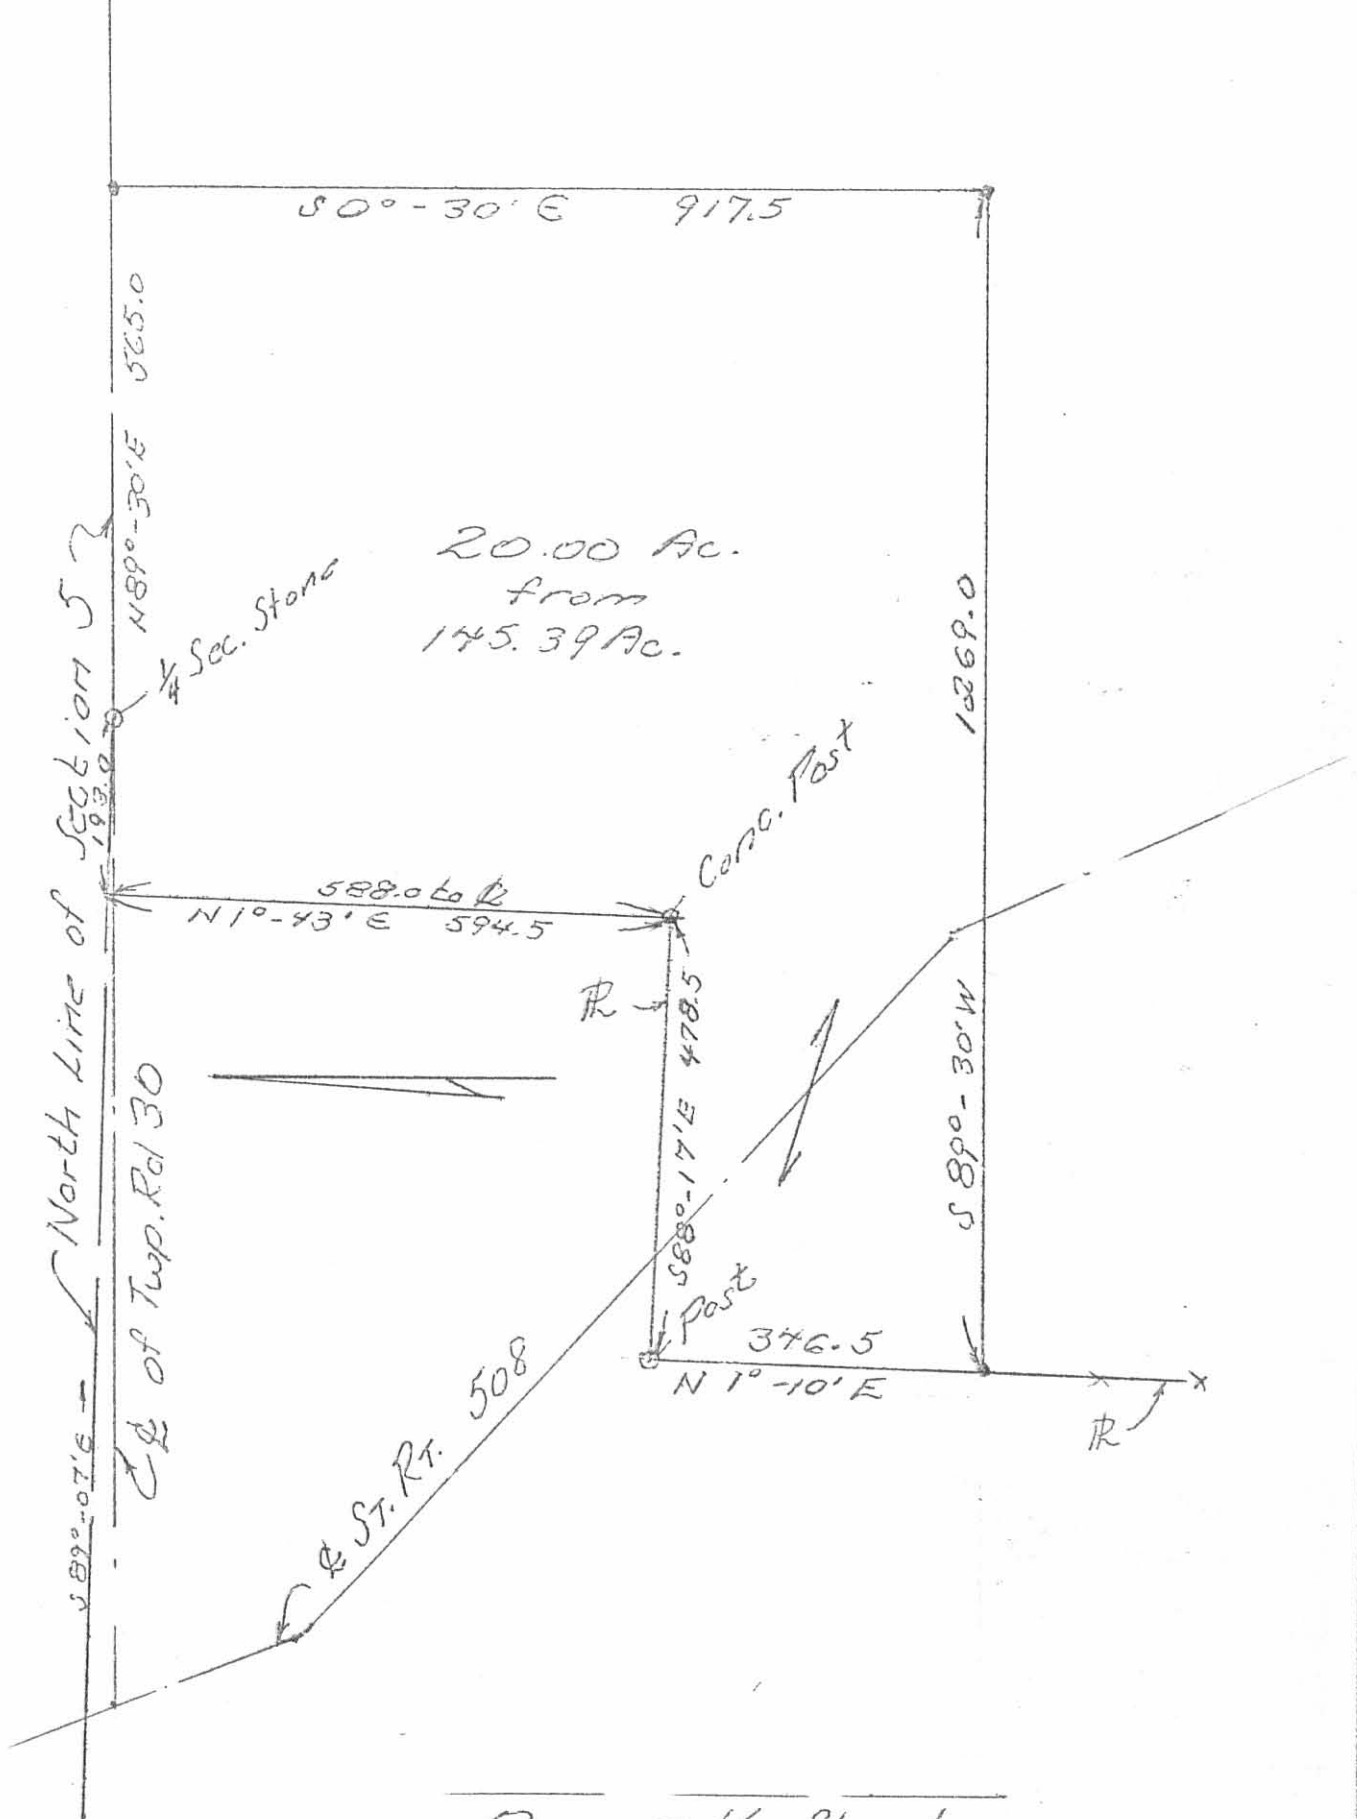 S 0° - 30' E 917.5
N 89° - 30' E 565.0
20.00 Ac.
from
145.39 Ac.
1/4 Sec. Stone
North Line of Section 5
193.0
Conc. Post
1269.0
S 89° - 30' W
588.0 to ℄
N 1° - 43' E 594.5
PL
S 88° - 17' E 478.5
℄ of Twp. Rd 30
Post
346.5
N 1° - 10' E
PL
℄ St. Rt. 508
S 89° - 07' E